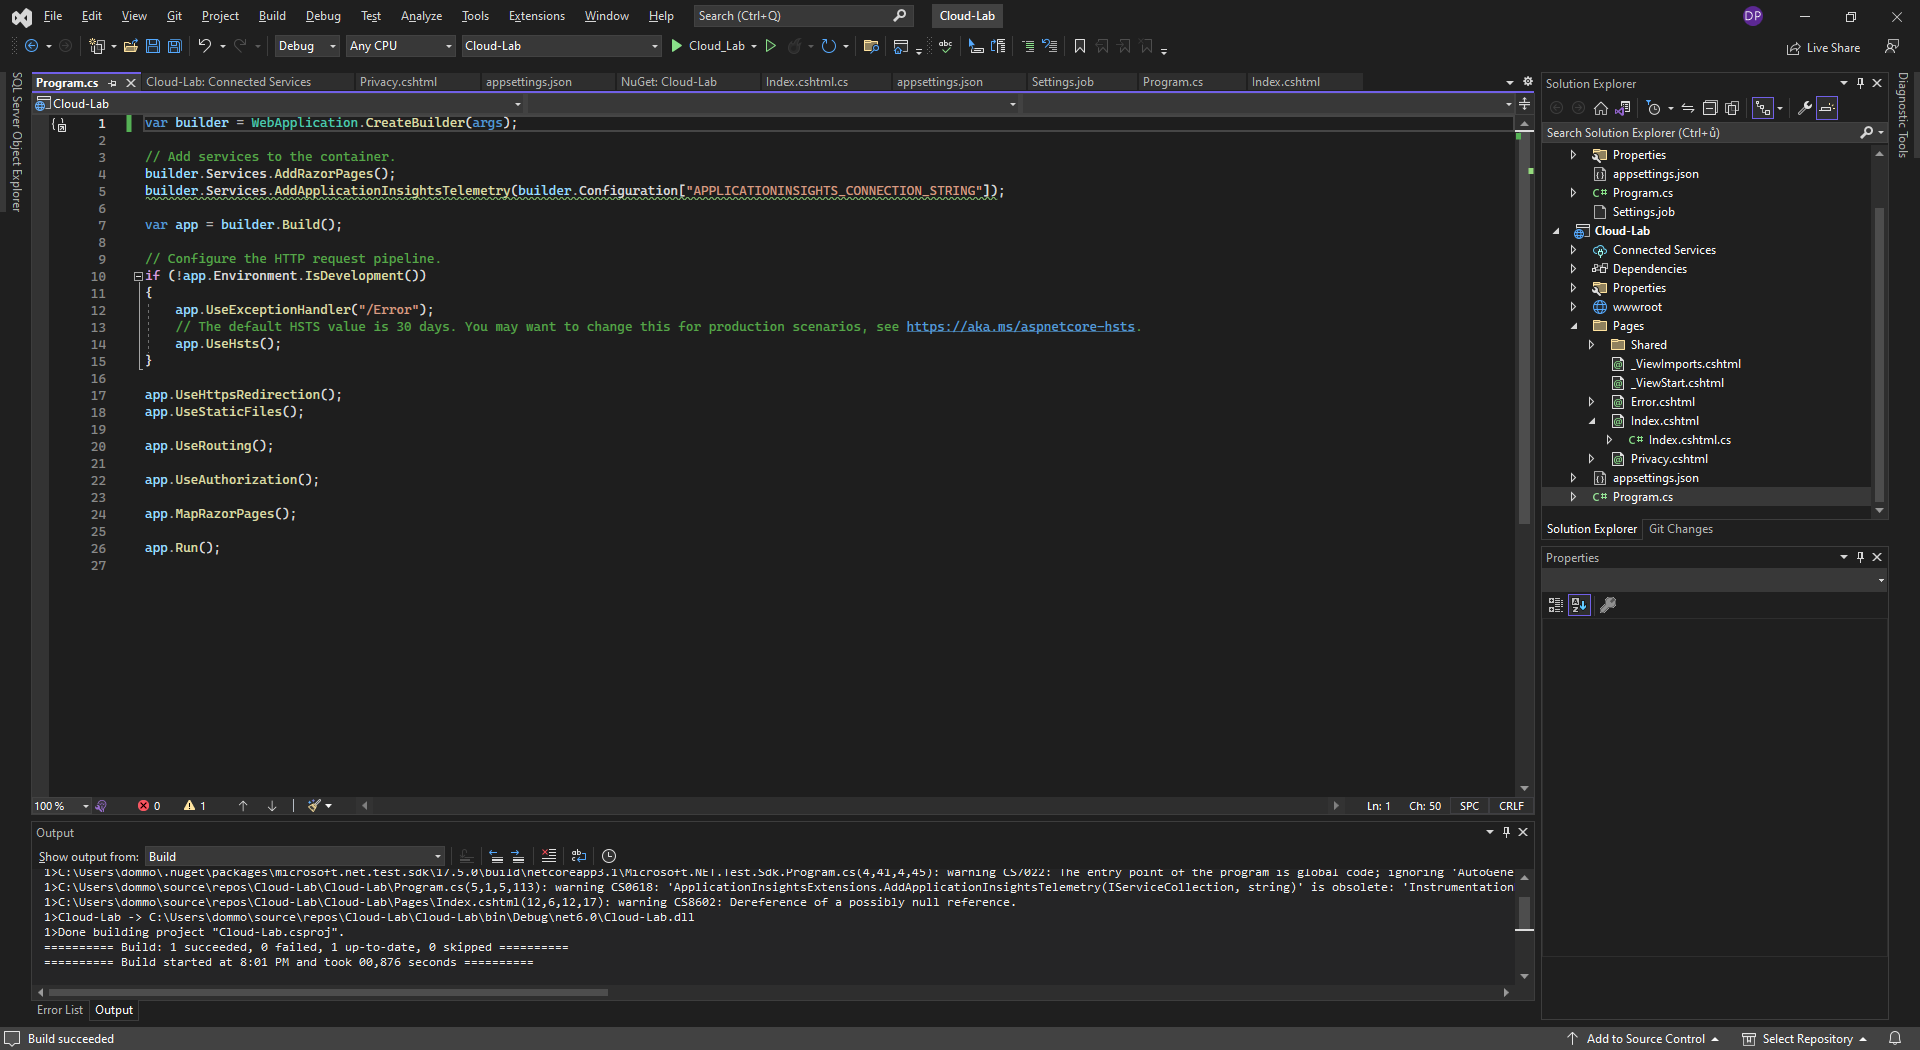 File Edit View Git Project Build Debug Test Analyze Tools Extensions Window Help Search (Ctrl+Q) Cloud-Lab DP
Debug Any CPU Cloud-Lab Cloud_Lab Live Share
SQL Server Object Explorer
Program.cs Cloud-Lab: Connected Services Privacy.cshtml appsettings.json NuGet: Cloud-Lab Index.cshtml.cs appsettings.json Settings.job Program.cs Index.cshtml
Cloud-Lab
1 var builder = WebApplication.CreateBuilder(args);
2
3 // Add services to the container.
4 builder.Services.AddRazorPages();
5 builder.Services.AddApplicationInsightsTelemetry(builder.Configuration["APPLICATIONINSIGHTS_CONNECTION_STRING"]);
6
7 var app = builder.Build();
8
9 // Configure the HTTP request pipeline.
10 if (!app.Environment.IsDevelopment())
11 {
12 app.UseExceptionHandler("/Error");
13 // The default HSTS value is 30 days. You may want to change this for production scenarios, see https://aka.ms/aspnetcore-hsts.
14 app.UseHsts();
15 }
16
17 app.UseHttpsRedirection();
18 app.UseStaticFiles();
19
20 app.UseRouting();
21
22 app.UseAuthorization();
23
24 app.MapRazorPages();
25
26 app.Run();
27
100 % 0 1 Ln: 1 Ch: 50 SPC CRLF
Output
Show output from: Build
1>C:\Users\dommo\.nuget\packages\microsoft.net.test.sdk\17.5.0\build\netcoreapp3.1\Microsoft.NET.Test.Sdk.Program.cs(4,41,4,45): warning CS7022: The entry point of the program is global code; ignoring 'AutoGene
1>C:\Users\dommo\source\repos\Cloud-Lab\Cloud-Lab\Program.cs(5,1,5,113): warning CS0618: 'ApplicationInsightsExtensions.AddApplicationInsightsTelemetry(IServiceCollection, string)' is obsolete: 'Instrumentation
1>C:\Users\dommo\source\repos\Cloud-Lab\Cloud-Lab\Pages\Index.cshtml(12,6,12,17): warning CS8602: Dereference of a possibly null reference.
1>Cloud-Lab -> C:\Users\dommo\source\repos\Cloud-Lab\Cloud-Lab\bin\Debug\net6.0\Cloud-Lab.dll
1>Done building project "Cloud-Lab.csproj".
========== Build: 1 succeeded, 0 failed, 1 up-to-date, 0 skipped ==========
========== Build started at 8:01 PM and took 00,876 seconds ==========
Error List Output
Solution Explorer
Search Solution Explorer (Ctrl+ů)
Properties
appsettings.json
C# Program.cs
Settings.job
Cloud-Lab
Connected Services
Dependencies
Properties
wwwroot
Pages
Shared
_ViewImports.cshtml
_ViewStart.cshtml
Error.cshtml
Index.cshtml
C# Index.cshtml.cs
Privacy.cshtml
appsettings.json
C# Program.cs
Solution Explorer Git Changes
Properties
Diagnostic Tools
Build succeeded Add to Source Control Select Repository